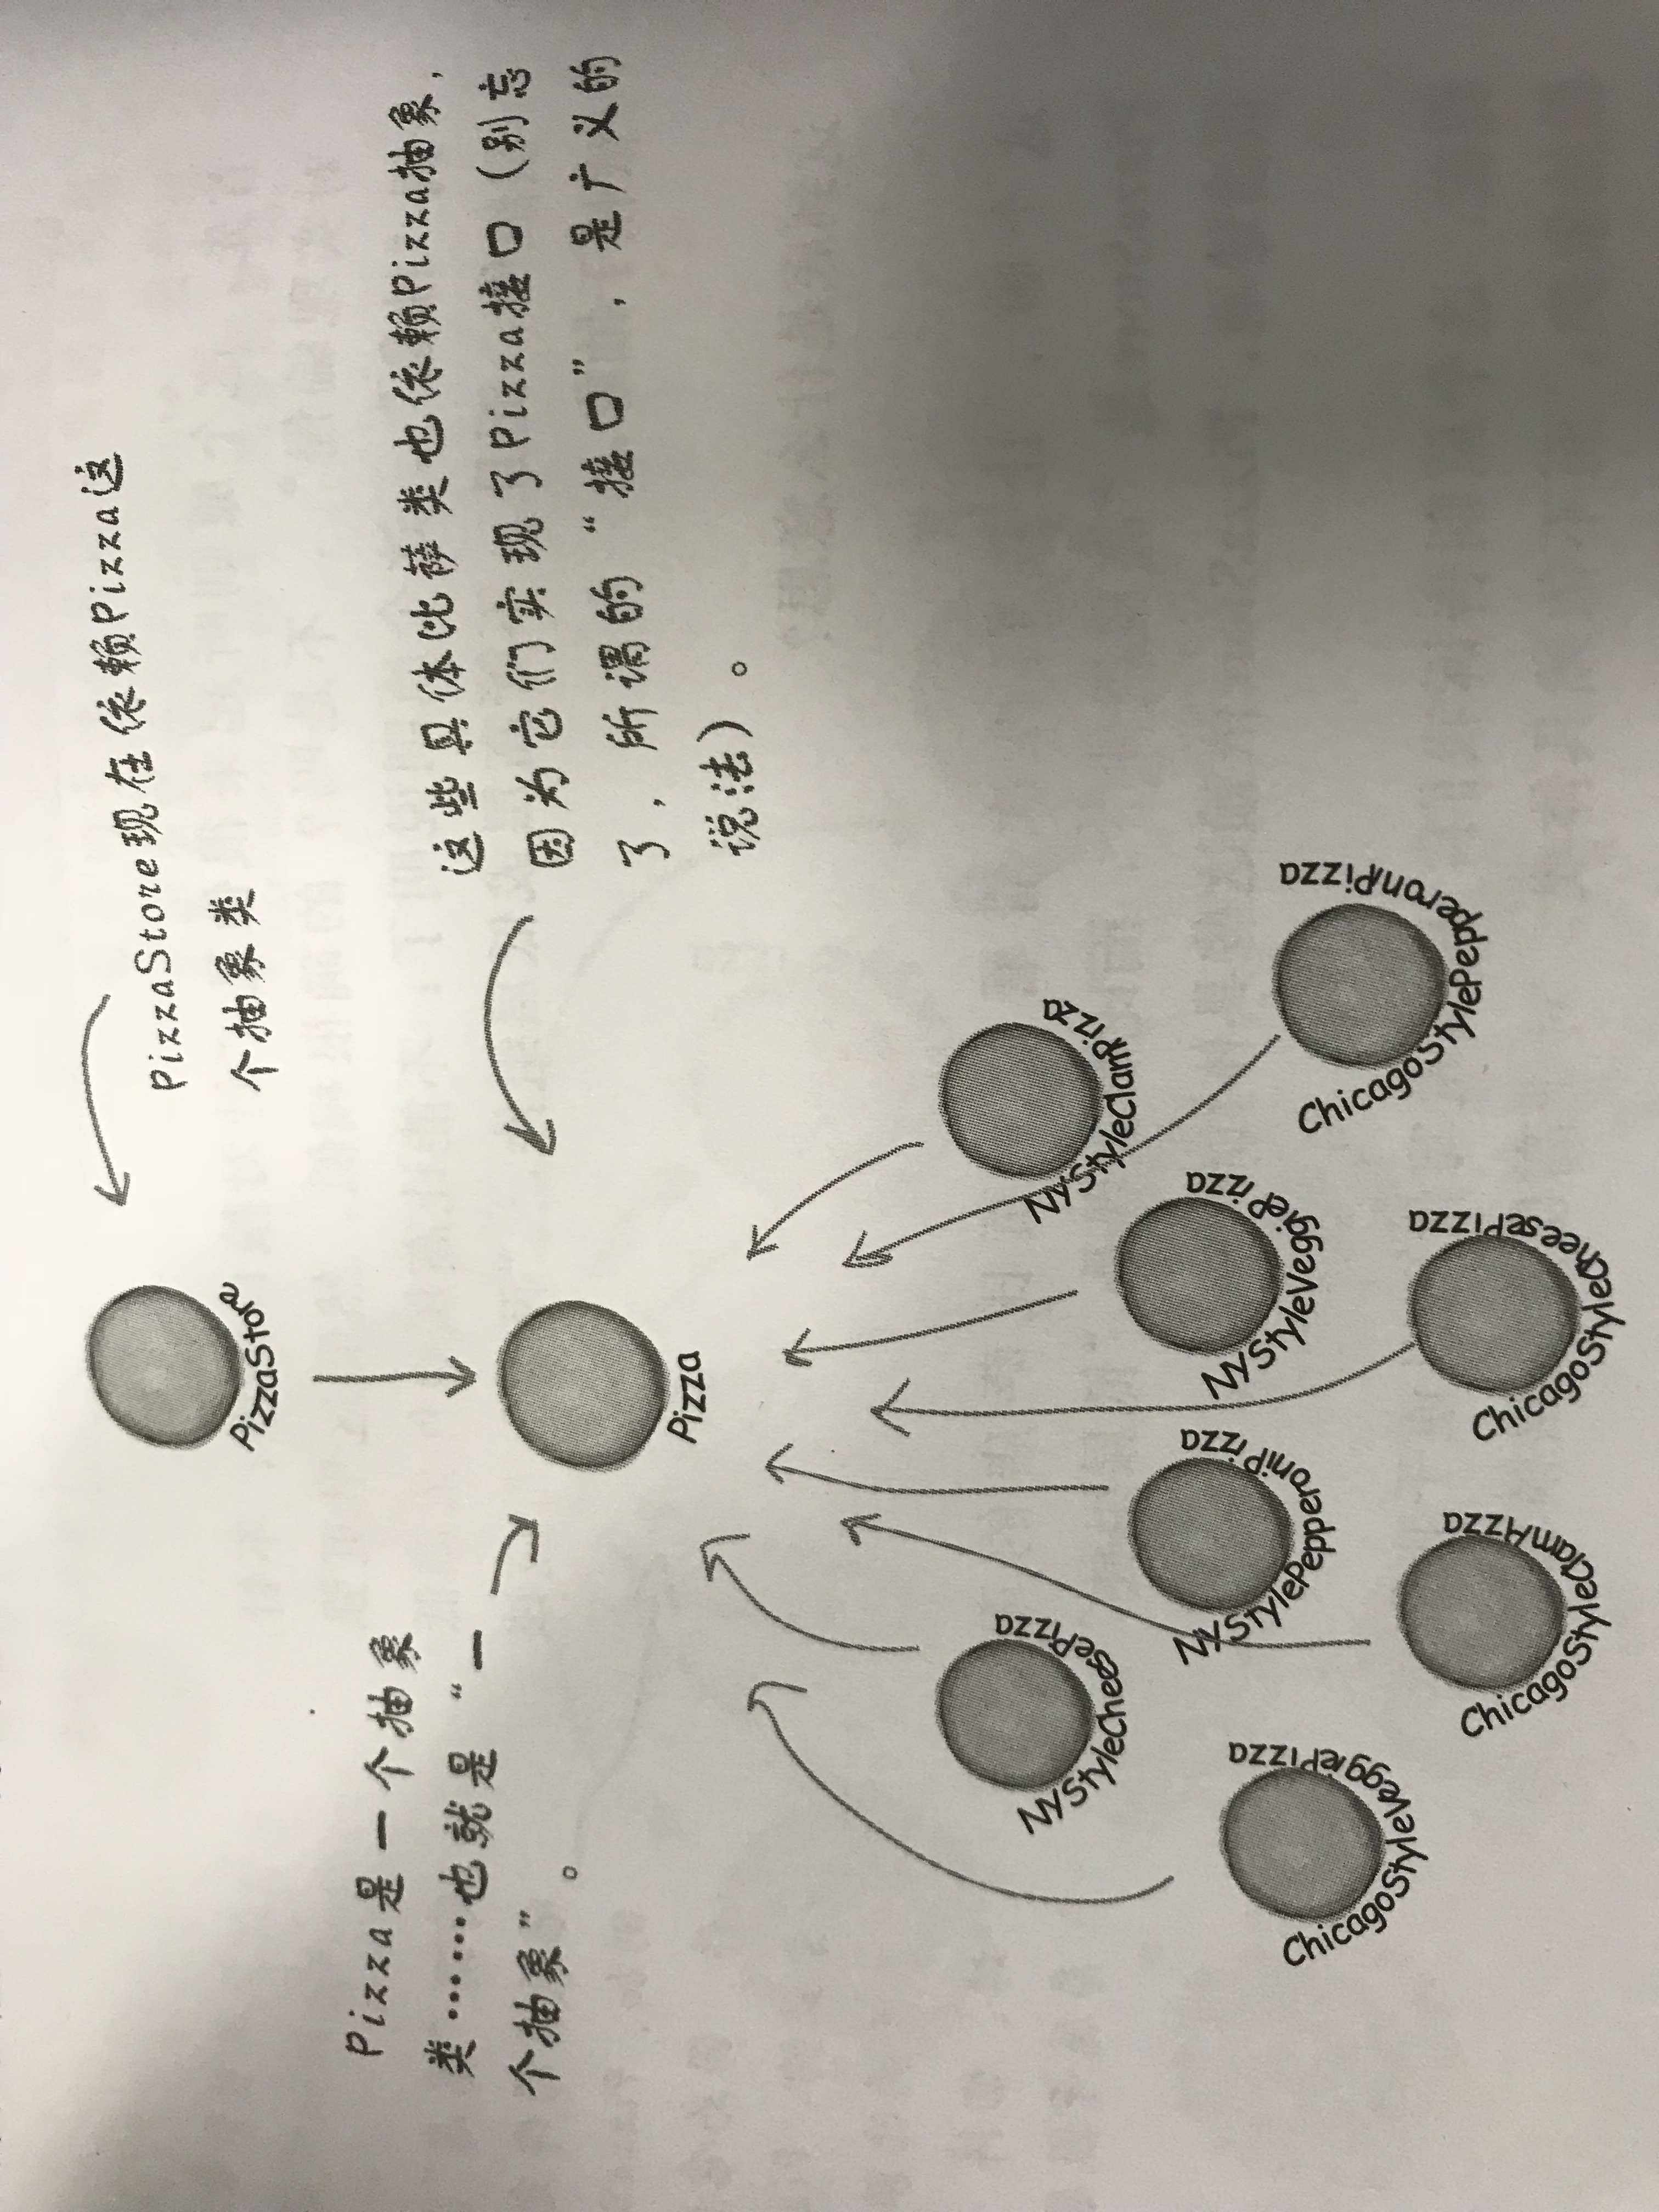 PizzaStore现在依赖Pizza这
个抽象类
PizzaStore
Pizza是一个抽象
类……也就是“一
个抽象”。
这些具体比萨类也依赖Pizza抽象，
因为它们实现了Pizza接口（别忘
了，所谓的“接口”，是广义的
说法）。
Pizza
NyStyleCheesePizza
NyStyleClamPizza
NyStylePepperoniPizza
NyStyleVeggiePizza
ChicagoStyleVeggiePizza
ChicagoStylePepperoniPizza
ChicagoStyleClamPizza
ChicagoStyleCheesePizza